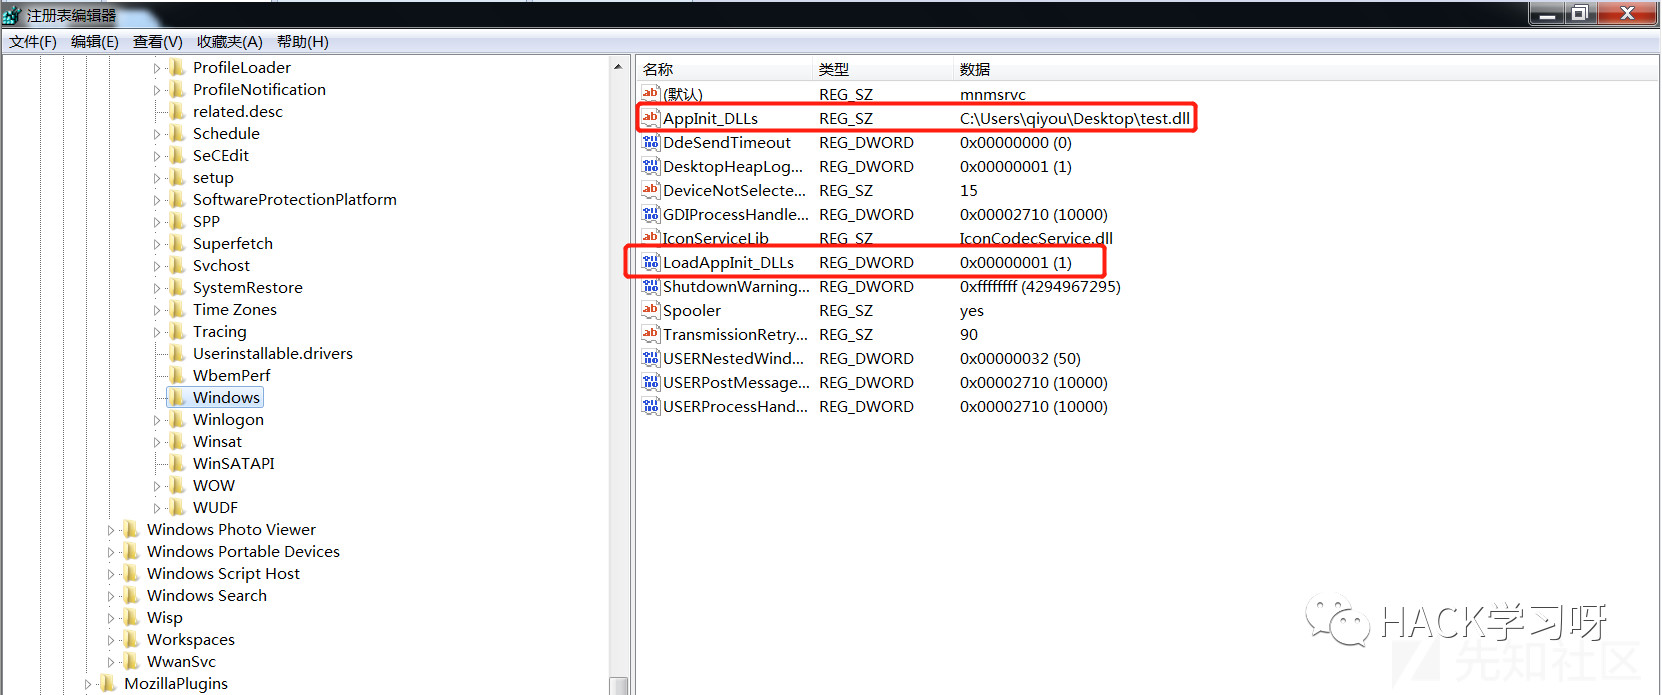 注册表编辑器
文件(F) 编辑(E) 查看(V) 收藏夹(A) 帮助(H)
ProfileLoader
ProfileNotification
related.desc
Schedule
SeCEdit
setup
SoftwareProtectionPlatform
SPP
Superfetch
Svchost
SystemRestore
Time Zones
Tracing
Userinstallable.drivers
WbemPerf
Windows
Winlogon
Winsat
WinSATAPI
WOW
WUDF
Windows Photo Viewer
Windows Portable Devices
Windows Script Host
Windows Search
Wisp
Workspaces
WwanSvc
MozillaPlugins
名称 类型 数据
(默认) REG_SZ mnmsrvc
AppInit_DLLs REG_SZ C:\Users\qiyou\Desktop\test.dll
DdeSendTimeout REG_DWORD 0x00000000 (0)
DesktopHeapLog... REG_DWORD 0x00000001 (1)
DeviceNotSelecte... REG_SZ 15
GDIProcessHandle... REG_DWORD 0x00002710 (10000)
IconServiceLib REG_SZ IconCodecService.dll
LoadAppInit_DLLs REG_DWORD 0x00000001 (1)
ShutdownWarning... REG_DWORD 0xffffffff (4294967295)
Spooler REG_SZ yes
TransmissionRetry... REG_SZ 90
USERNestedWind... REG_DWORD 0x00000032 (50)
USERPostMessage... REG_DWORD 0x00002710 (10000)
USERProcessHand... REG_DWORD 0x00002710 (10000)
HACK学习呀
先知社区